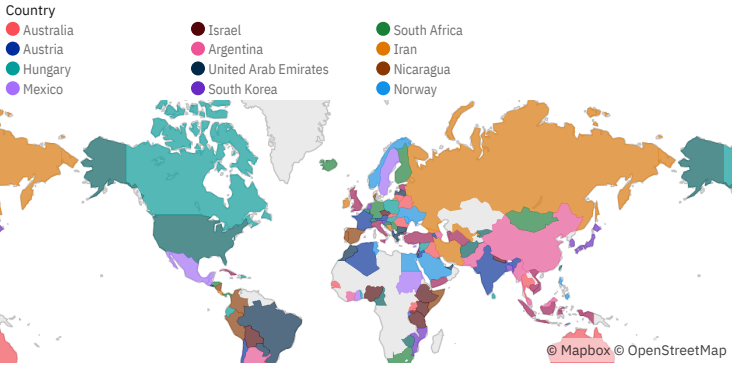 Country
Australia
Israel
South Africa
Austria
Argentina
Iran
Hungary
United Arab Emirates
Nicaragua
Mexico
South Korea
Norway
© Mapbox © OpenStreetMap